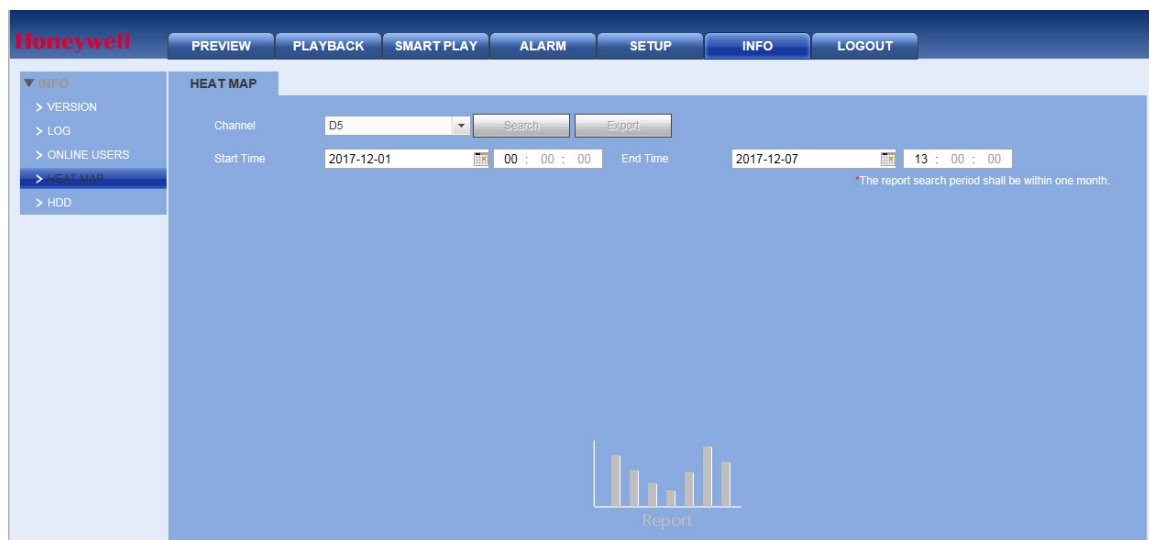 Honeywell
PREVIEW PLAYBACK SMART PLAY ALARM SETUP INFO LOGOUT
INFO
> VERSION
> LOG
> ONLINE USERS
> HEAT MAP
> HDD
HEAT MAP
Channel D5 Search Export
Start Time 2017-12-01 00 : 00 : 00 End Time 2017-12-07 13 : 00 : 00
*The report search period shall be within one month.
Report